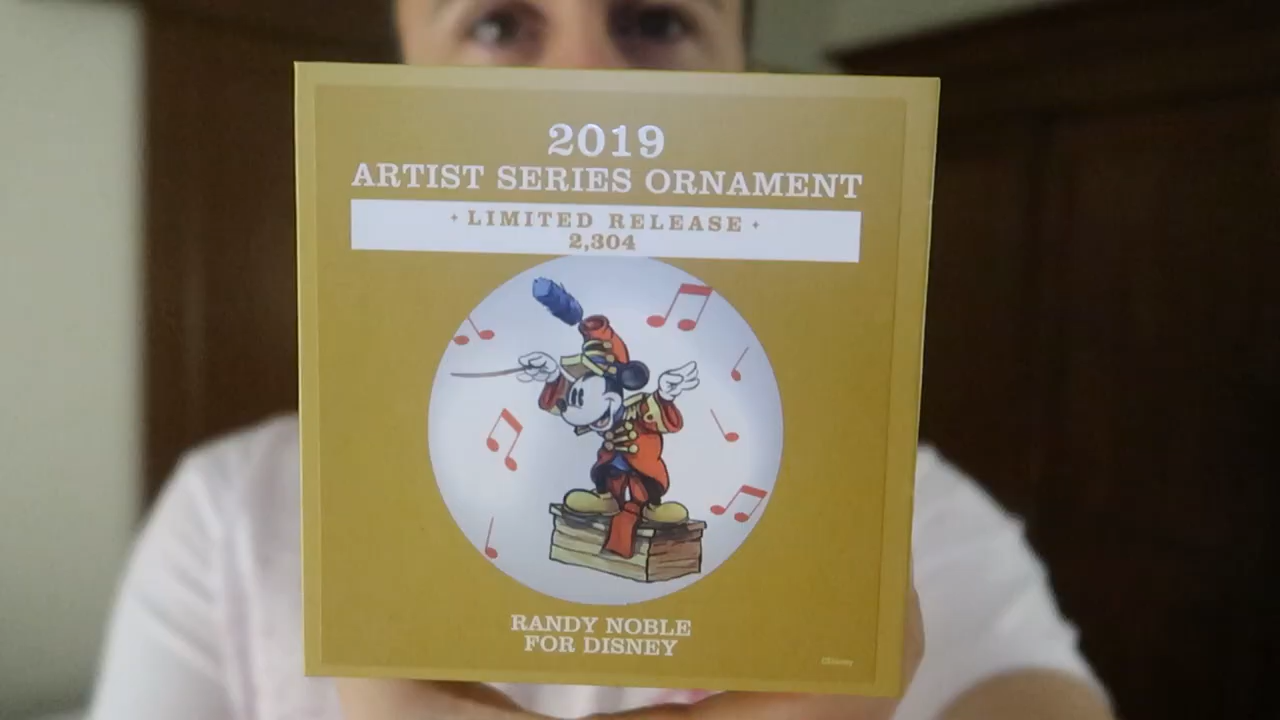 2019
ARTIST SERIES ORNAMENT
LIMITED RELEASE
2,304
RANDY NOBLE
FOR DISNEY
©Disney